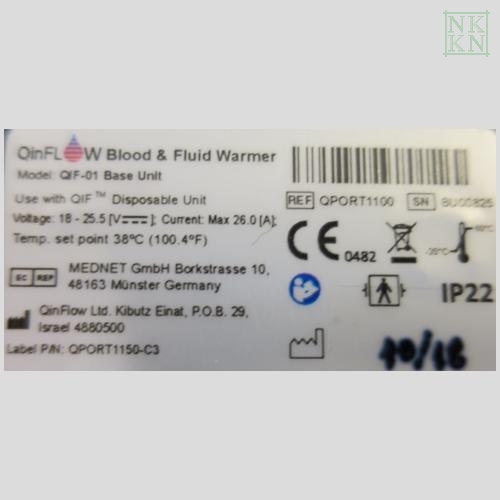 NK
KN
QinFLOW Blood & Fluid Warmer
Model: QIF-01 Base Unit
Use with QIF™ Disposable Unit
Voltage: 18 - 25.5 [V⎓]; Current: Max 26.0 [A];
Temp. set point 38ºC (100.4ºF)
EC REP MEDNET GmbH Borkstrasse 10,
48163 Münster Germany
QinFlow Ltd. Kibutz Einat, P.O.B. 29,
Israel 4880500
Label P/N: QPORT1150-C3
REF QPORT1100 SN BU00825
CE 0482 -20°C 60°C
IP22
10/18